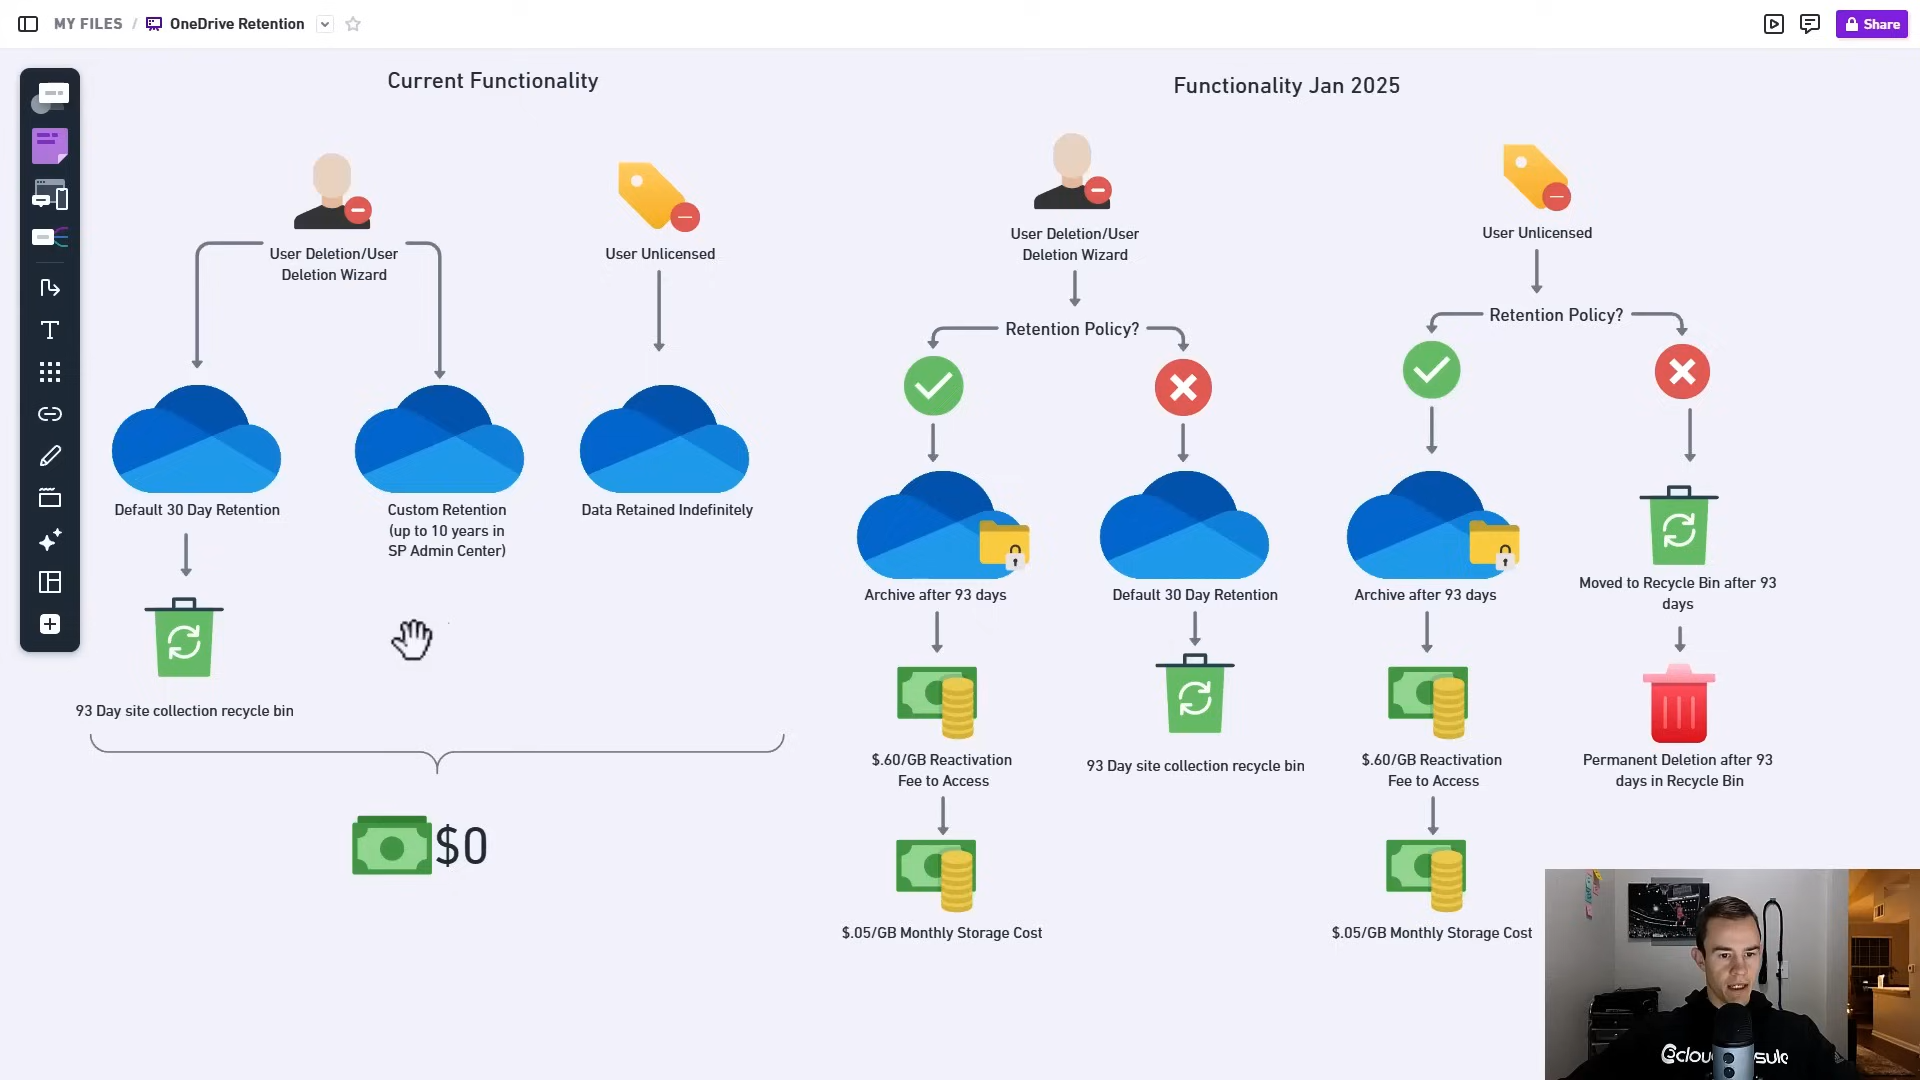 MY FILES / OneDrive Retention
Share
Current Functionality
User Deletion/User
Deletion Wizard
User Unlicensed
Default 30 Day Retention
Custom Retention
(up to 10 years in
SP Admin Center)
Data Retained Indefinitely
93 Day site collection recycle bin
$0
Functionality Jan 2025
User Deletion/User
Deletion Wizard
Retention Policy?
Archive after 93 days
$.60/GB Reactivation
Fee to Access
$.05/GB Monthly Storage Cost
Default 30 Day Retention
93 Day site collection recycle bin
User Unlicensed
Retention Policy?
Archive after 93 days
$.60/GB Reactivation
Fee to Access
$.05/GB Monthly Storage Cost
Moved to Recycle Bin after 93
days
Permanent Deletion after 93
days in Recycle Bin